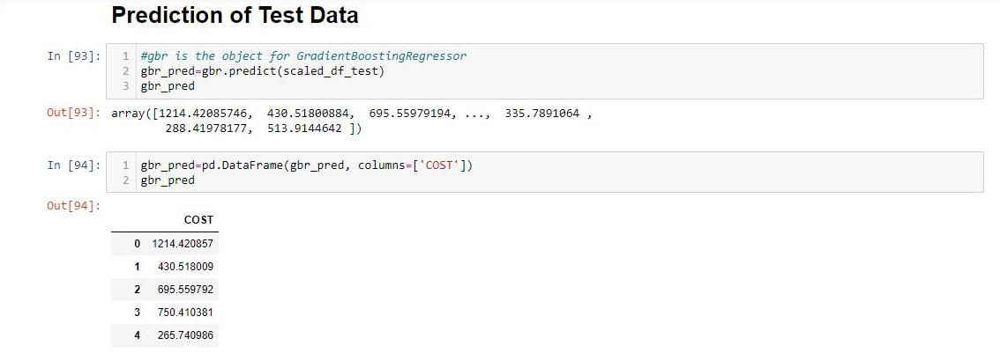 Prediction of Test Data
In [93]:
1 #gbr is the object for GradientBoostingRegressor
2 gbr_pred=gbr.predict(scaled_df_test)
3 gbr_pred
Out[93]: array([1214.42085746,  430.51800884,  695.55979194, ...,  335.7891064 ,
288.41978177,  513.9144642 ])
In [94]:
1 gbr_pred=pd.DataFrame(gbr_pred, columns=['COST'])
2 gbr_pred
Out[94]:
COST
0 1214.420857
1 430.518009
2 695.559792
3 750.410381
4 265.740986